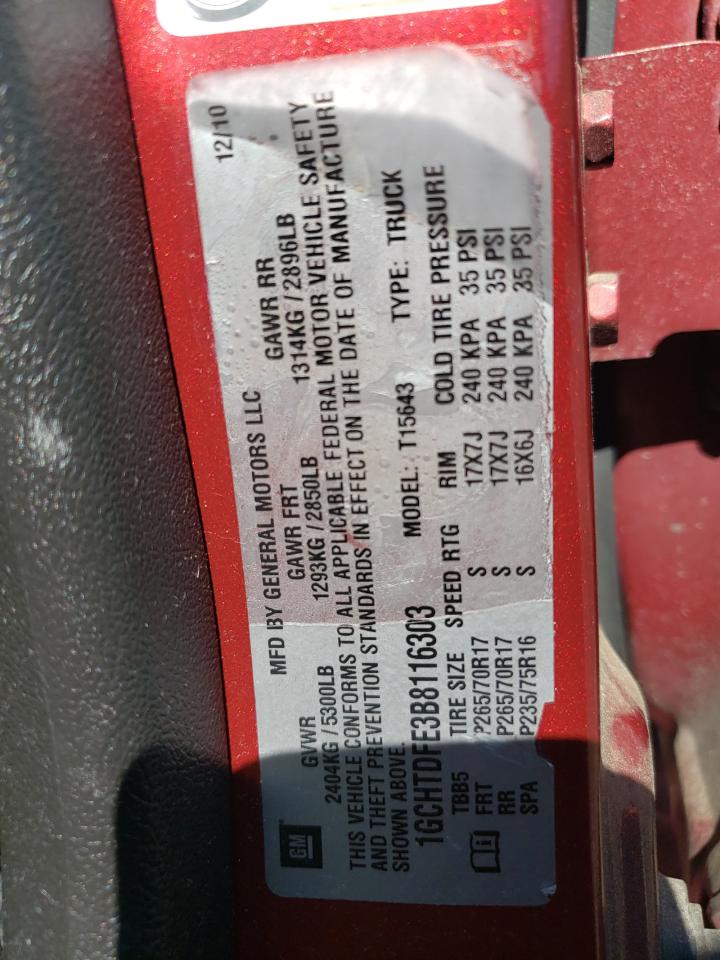 MFD BY GENERAL MOTORS LLC 12/10
GM
GVWR GAWR FRT GAWR RR
2404KG / 5300LB 1293KG / 2850LB 1314KG / 2896LB
THIS VEHICLE CONFORMS TO ALL APPLICABLE FEDERAL MOTOR VEHICLE SAFETY
AND THEFT PREVENTION STANDARDS IN EFFECT ON THE DATE OF MANUFACTURE
SHOWN ABOVE.
1GCHTDFE3B8116303 MODEL: T15643 TYPE: TRUCK
TBB5 TIRE SIZE SPEED RTG RIM COLD TIRE PRESSURE
FRT P265/70R17 S 17X7J 240 KPA 35 PSI
RR P265/70R17 S 17X7J 240 KPA 35 PSI
SPA P235/75R16 S 16X6J 240 KPA 35 PSI